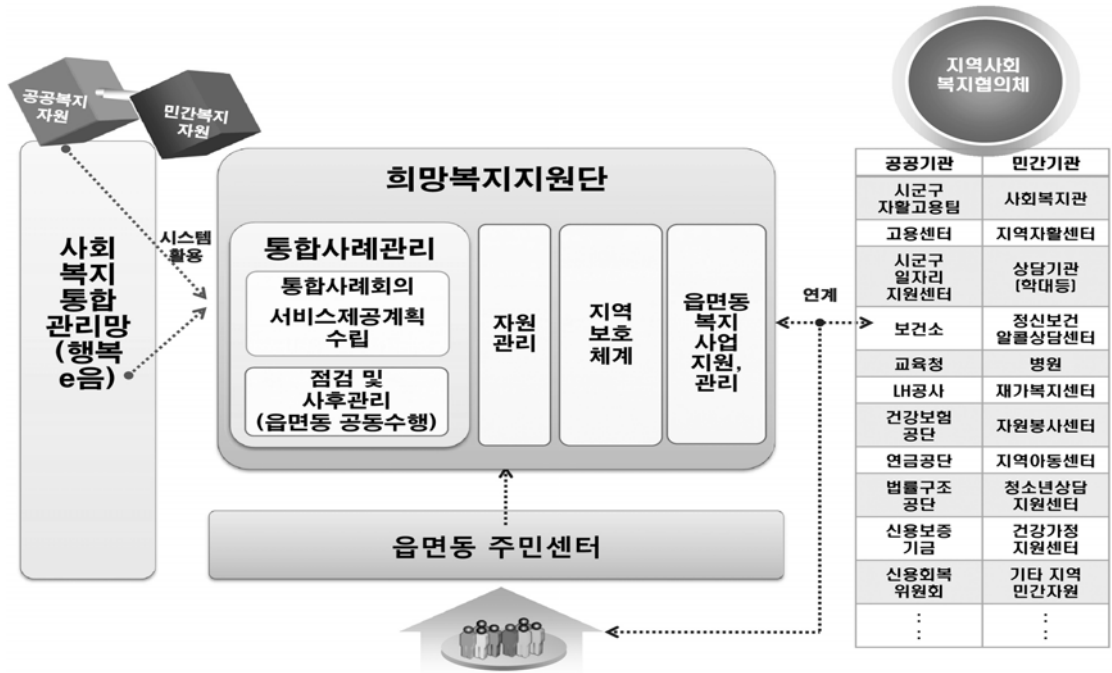 공공복지
자원
민간복지
자원
사회
복지
통합
관리망
(행복
e음)
시스템
활용
희망복지지원단
통합사례관리
통합사례회의
서비스제공계획
수립
점검 및
사후관리
(읍면동 공동수행)
자원
관리
지역
보호
체계
읍면동
복지
사업
지원,
관리
읍면동 주민센터
연계
지역사회
복지협의체
공공기관 민간기관
시군구
자활고용팀
사회복지관
고용센터 지역자활센터
시군구
일자리
지원센터
상담기관
(학대등)
보건소
정신보건
알콜상담센터
교육청 병원
LH공사 재가복지센터
건강보험
공단
자원봉사센터
연금공단 지역아동센터
법률구조
공단
청소년상담
지원센터
신용보증
기금
건강가정
지원센터
신용회복
위원회
기타 지역
민간자원
⋮ ⋮